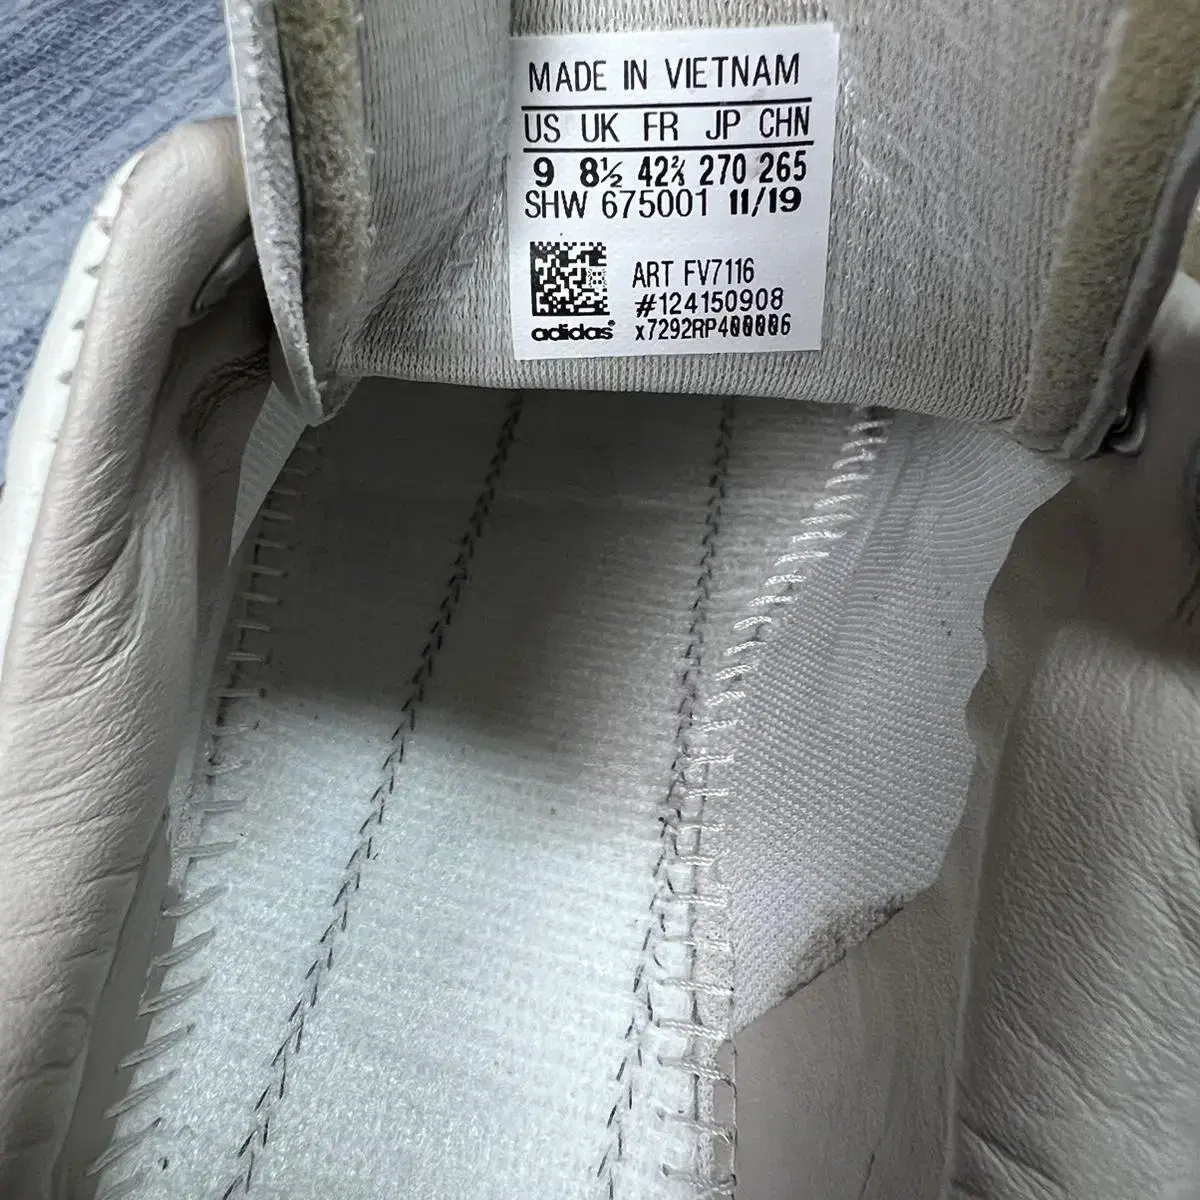 MADE IN VIETNAM
US UK FR JP CHN
9 8½ 42⅔ 270 265
SHW 675001 11/19
ART FV7116
#124150908
adidas® x7292RP400006